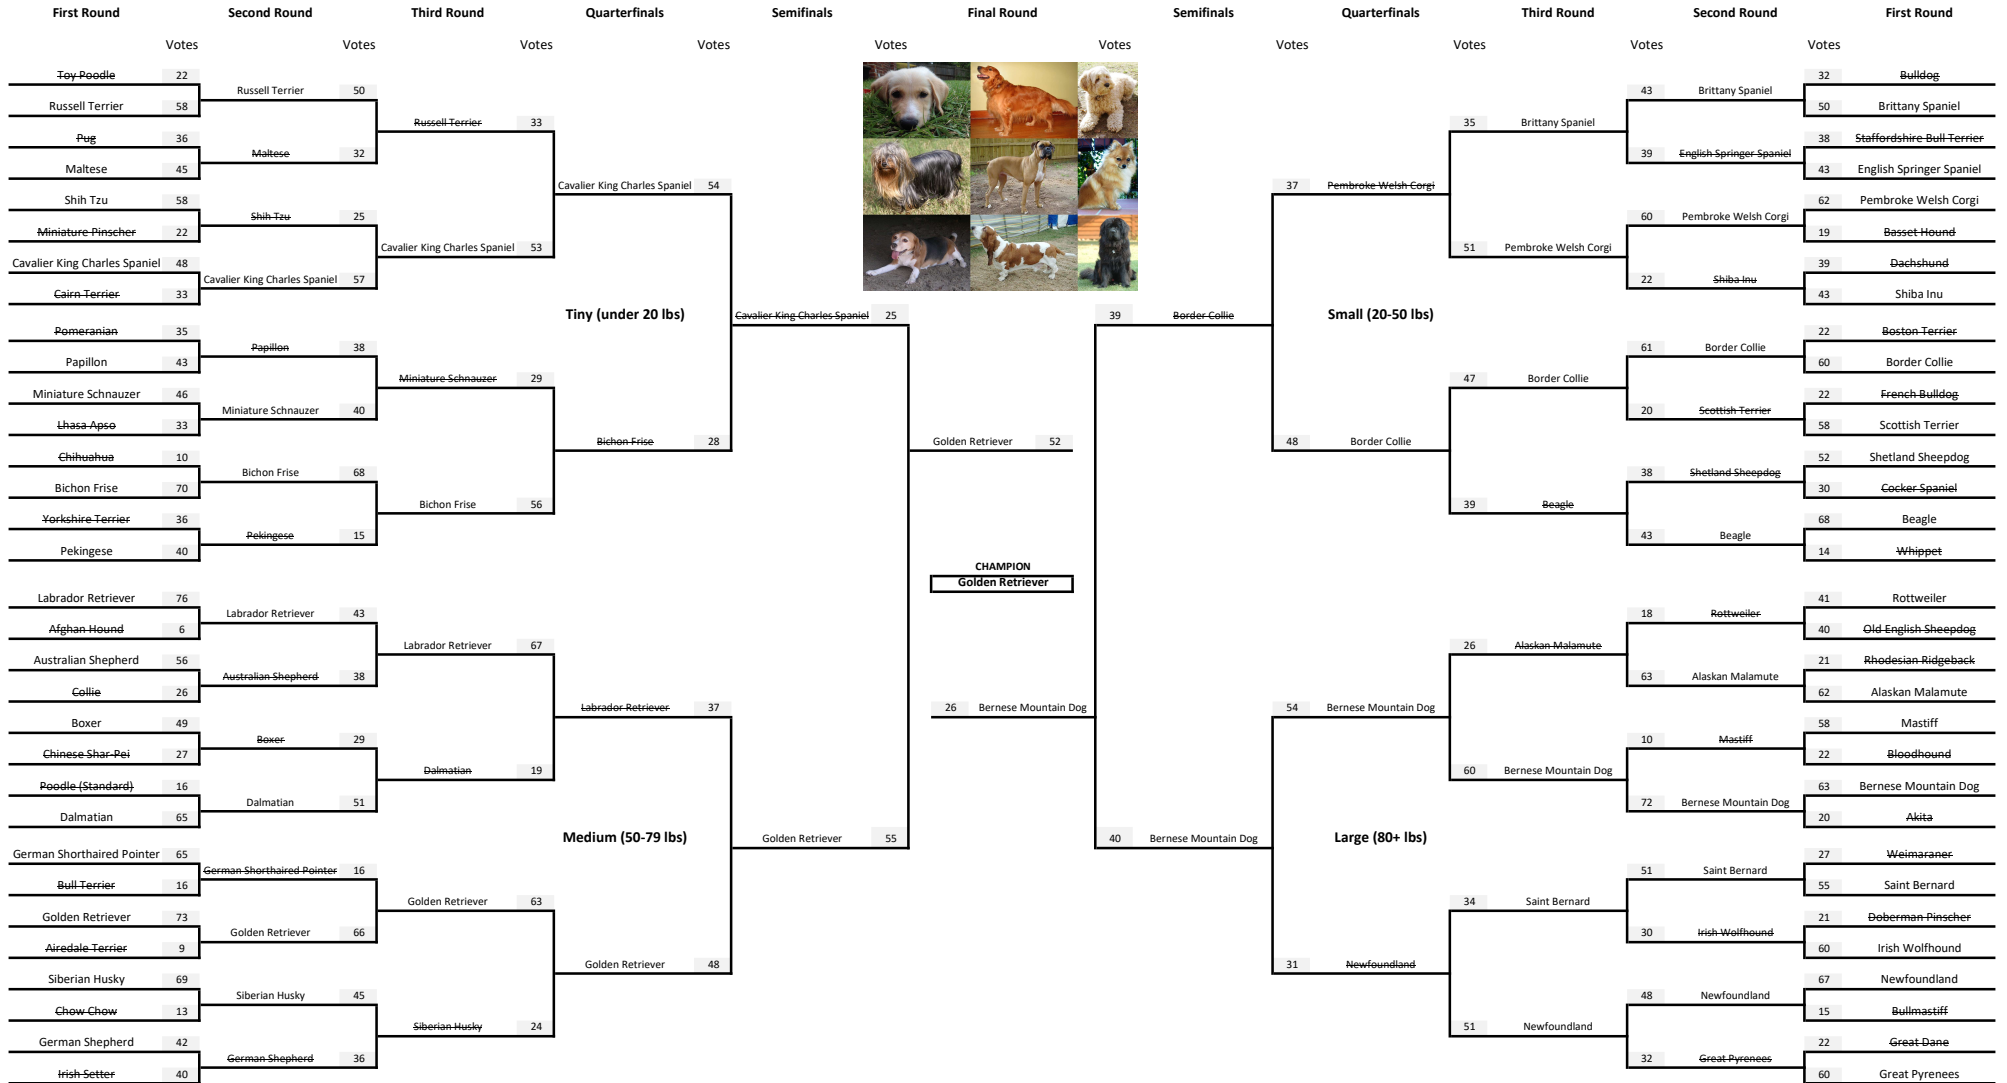 First Round Second Round Third Round Quarterfinals Semifinals Final Round Semifinals Quarterfinals Third Round Second Round First Round
Votes Votes Votes Votes Votes Votes Votes Votes Votes Votes
Toy Poodle 22
Russell Terrier 58
Pug 36
Maltese 45
Shih Tzu 58
Miniature Pinscher 22
Cavalier King Charles Spaniel 48
Cairn Terrier 33
Pomeranian 35
Papillon 43
Miniature Schnauzer 46
Lhasa Apso 33
Chihuahua 10
Bichon Frise 70
Yorkshire Terrier 36
Pekingese 40
Labrador Retriever 76
Afghan Hound 6
Australian Shepherd 56
Collie 26
Boxer 49
Chinese Shar-Pei 27
Poodle (Standard) 16
Dalmatian 65
German Shorthaired Pointer 65
Bull Terrier 16
Golden Retriever 73
Airedale Terrier 9
Siberian Husky 69
Chow Chow 13
German Shepherd 42
Irish Setter 40
Russell Terrier 50
Maltese 32
Shih Tzu 25
Cavalier King Charles Spaniel 57
Papillon 38
Miniature Schnauzer 40
Bichon Frise 68
Pekingese 15
Labrador Retriever 43
Australian Shepherd 38
Boxer 29
Dalmatian 51
German Shorthaired Pointer 16
Golden Retriever 66
Siberian Husky 45
German Shepherd 36
Russell Terrier 33
Cavalier King Charles Spaniel 53
Miniature Schnauzer 29
Bichon Frise 56
Labrador Retriever 67
Dalmatian 19
Golden Retriever 63
Siberian Husky 24
Cavalier King Charles Spaniel 54
Tiny (under 20 lbs)
Bichon Frise 28
Labrador Retriever 37
Medium (50-79 lbs)
Golden Retriever 48
Cavalier King Charles Spaniel 25
Golden Retriever 55
Golden Retriever 52
CHAMPION
Golden Retriever
26 Bernese Mountain Dog
39 Border Collie
40 Bernese Mountain Dog
37 Pembroke Welsh Corgi
Small (20-50 lbs)
48 Border Collie
54 Bernese Mountain Dog
Large (80+ lbs)
31 Newfoundland
35 Brittany Spaniel
51 Pembroke Welsh Corgi
47 Border Collie
39 Beagle
26 Alaskan Malamute
60 Bernese Mountain Dog
34 Saint Bernard
51 Newfoundland
43 Brittany Spaniel
39 English Springer Spaniel
60 Pembroke Welsh Corgi
22 Shiba Inu
61 Border Collie
20 Scottish Terrier
38 Shetland Sheepdog
43 Beagle
18 Rottweiler
63 Alaskan Malamute
10 Mastiff
72 Bernese Mountain Dog
51 Saint Bernard
30 Irish Wolfhound
48 Newfoundland
32 Great Pyrenees
32 Bulldog
50 Brittany Spaniel
38 Staffordshire Bull Terrier
43 English Springer Spaniel
62 Pembroke Welsh Corgi
19 Basset Hound
39 Dachshund
43 Shiba Inu
22 Boston Terrier
60 Border Collie
22 French Bulldog
58 Scottish Terrier
52 Shetland Sheepdog
30 Cocker Spaniel
68 Beagle
14 Whippet
41 Rottweiler
40 Old English Sheepdog
21 Rhodesian Ridgeback
62 Alaskan Malamute
58 Mastiff
22 Bloodhound
63 Bernese Mountain Dog
20 Akita
27 Weimaraner
55 Saint Bernard
21 Doberman Pinscher
60 Irish Wolfhound
67 Newfoundland
15 Bullmastiff
22 Great Dane
60 Great Pyrenees